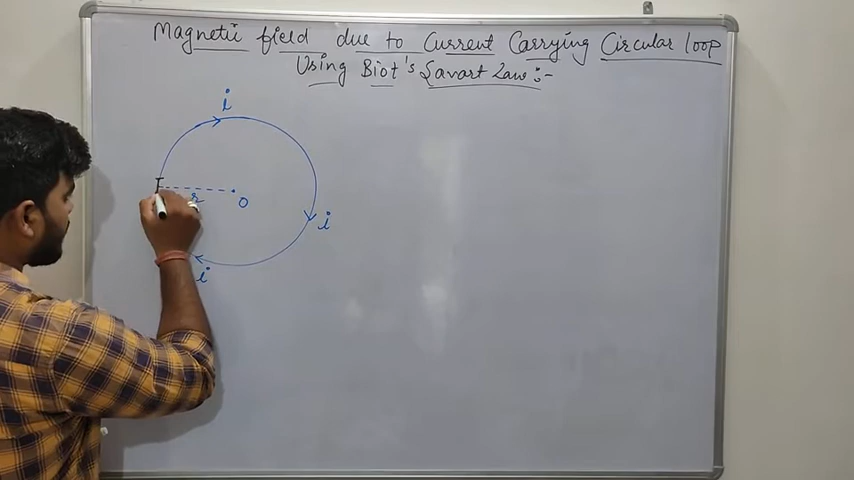 Magnetic field due to Current Carrying Circular loop
Using Biot's Savart Law :-
i
r
O
i
i